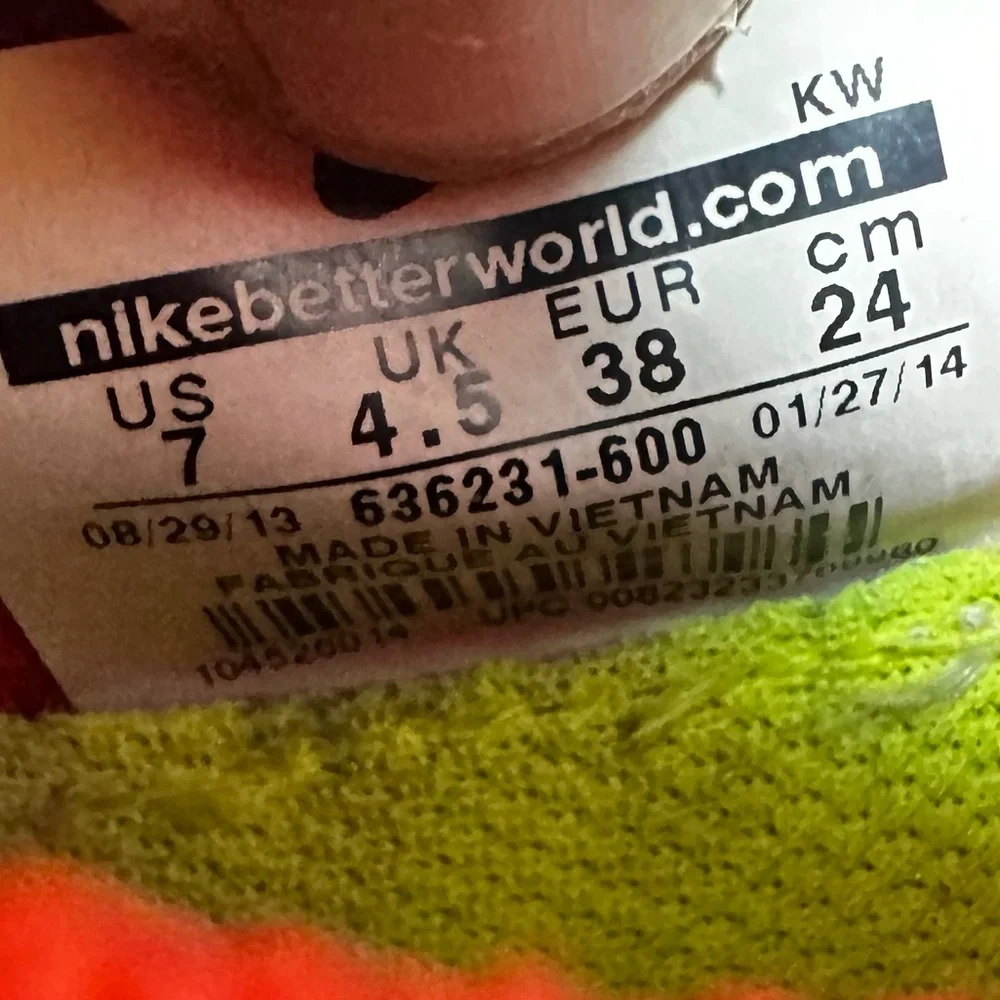 KW
nikebetterworld.com
US UK EUR cm
7 4.5 38 24
08/29/13 636231-600 01/27/14
MADE IN VIETNAM
FABRIQUE AU VIETNAM
UPC